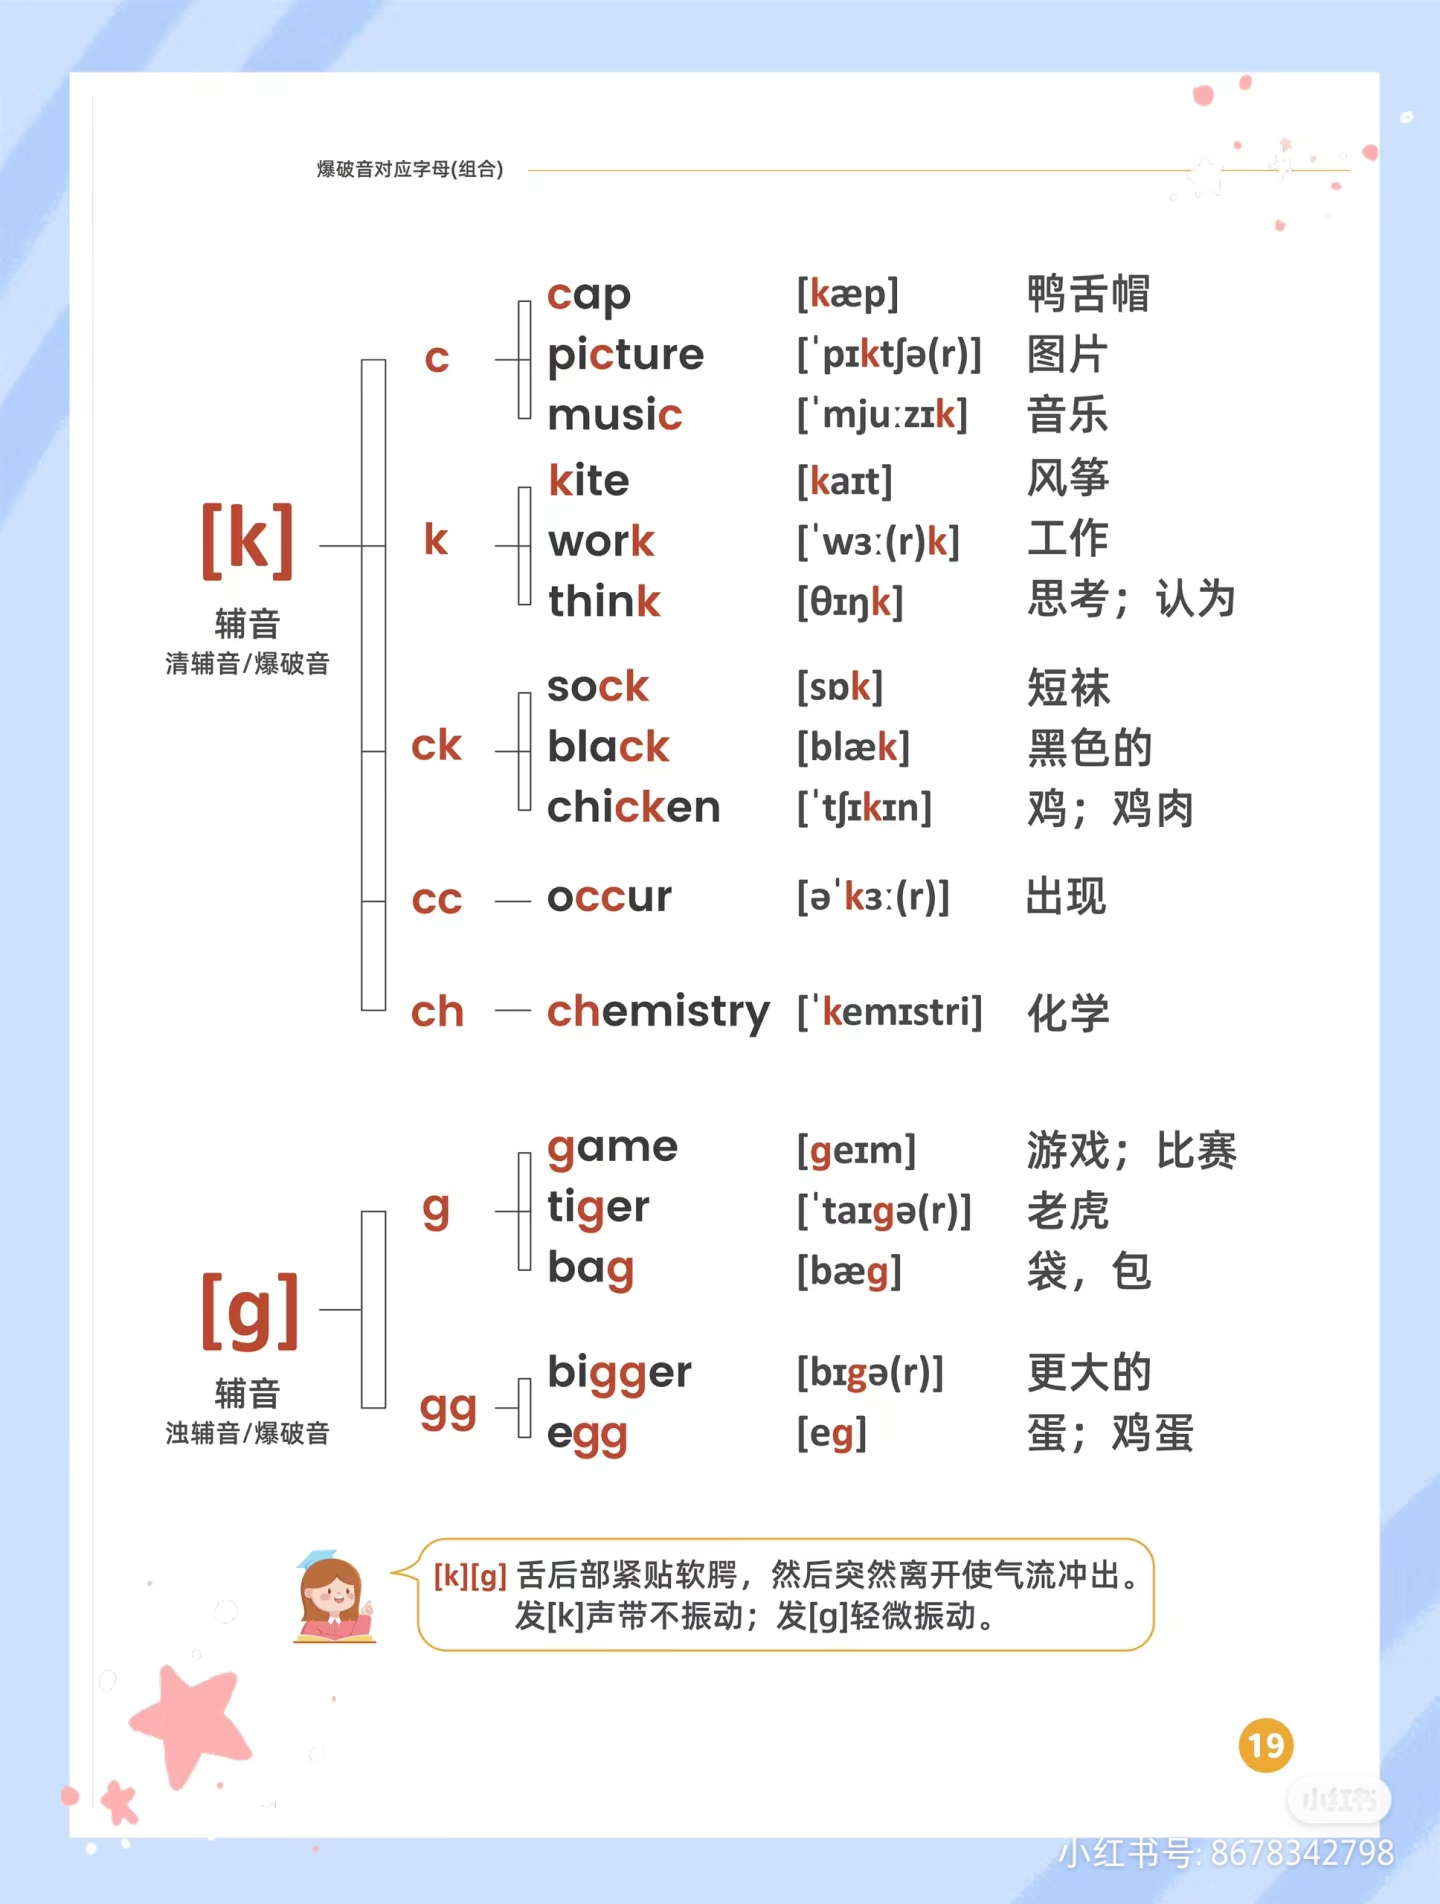 爆破音对应字母(组合)
[k]
辅音
清辅音/爆破音
c
cap [kæp] 鸭舌帽
picture [ˈpɪktʃə(r)] 图片
music [ˈmjuːzɪk] 音乐
k
kite [kaɪt] 风筝
work [ˈwɜː(r)k] 工作
think [θɪŋk] 思考；认为
ck
sock [sɒk] 短袜
black [blæk] 黑色的
chicken [ˈtʃɪkɪn] 鸡；鸡肉
cc
occur [əˈkɜː(r)] 出现
ch
chemistry [ˈkemɪstri] 化学
[g]
辅音
浊辅音/爆破音
g
game [geɪm] 游戏；比赛
tiger [ˈtaɪgə(r)] 老虎
bag [bæg] 袋，包
gg
bigger [bɪgə(r)] 更大的
egg [eg] 蛋；鸡蛋
[k][g] 舌后部紧贴软腭，然后突然离开使气流冲出。
发[k]声带不振动；发[g]轻微振动。
19
小红书
小红书号: 8678342798